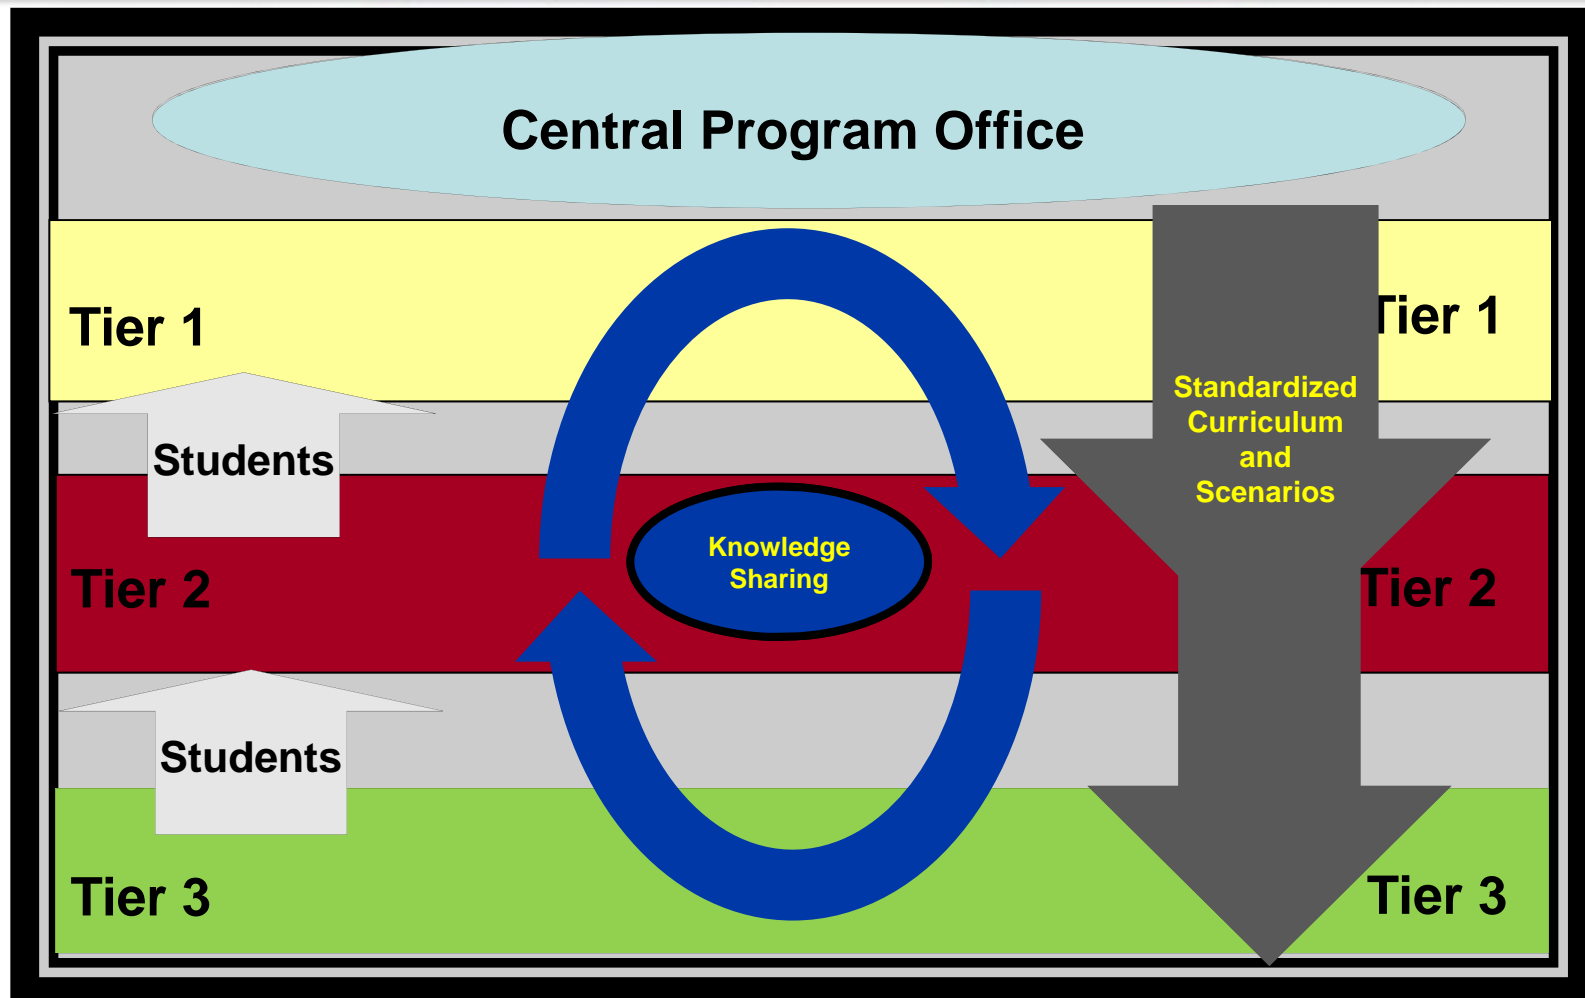 Central Program Office
Tier 1
Tier 1
Standardized
Curriculum
and
Scenarios
Students
Knowledge
Sharing
Tier 2
Tier 2
Students
Tier 3
Tier 3